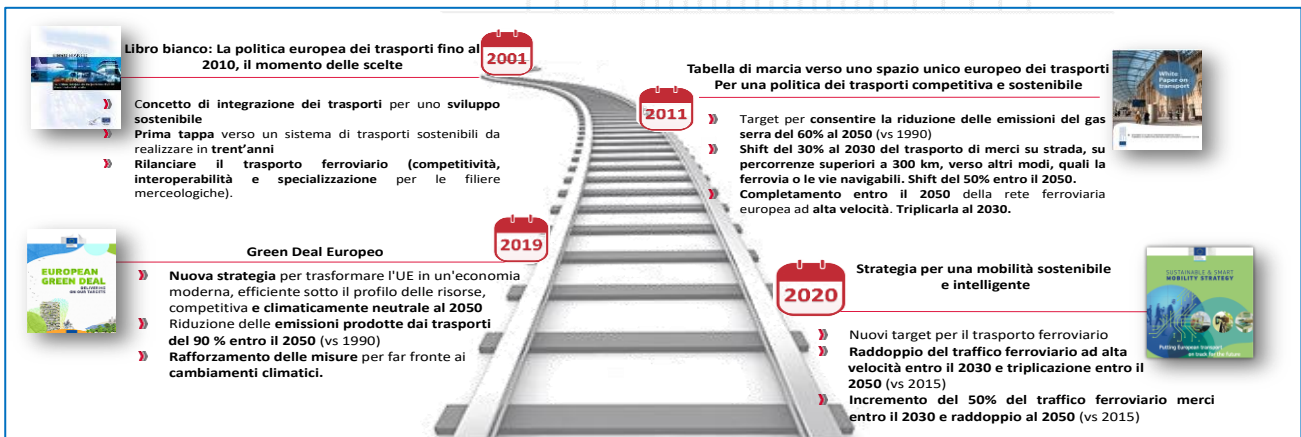 Libro bianco: La politica europea dei trasporti fino al
2010, il momento delle scelte
2001
Concetto di integrazione dei trasporti per uno sviluppo
sostenibile
Prima tappa verso un sistema di trasporti sostenibili da
realizzare in trent'anni
Rilanciare il trasporto ferroviario (competitività,
interoperabilità e specializzazione per le filiere
merceologiche).
Tabella di marcia verso uno spazio unico europeo dei trasporti
Per una politica dei trasporti competitiva e sostenibile
2011
White
Paper on
transport
Target per consentire la riduzione delle emissioni del gas
serra del 60% al 2050 (vs 1990)
Shift del 30% al 2030 del trasporto di merci su strada, su
percorrenze superiori a 300 km, verso altri modi, quali la
ferrovia o le vie navigabili. Shift del 50% entro il 2050.
Completamento entro il 2050 della rete ferroviaria
europea ad alta velocità. Triplicarla al 2030.
Green Deal Europeo
2019
EUROPEAN
GREEN DEAL
DELIVERING
ON OUR TARGETS
Nuova strategia per trasformare l'UE in un'economia
moderna, efficiente sotto il profilo delle risorse,
competitiva e climaticamente neutrale al 2050
Riduzione delle emissioni prodotte dai trasporti
del 90 % entro il 2050 (vs 1990)
Rafforzamento delle misure per far fronte ai
cambiamenti climatici.
Strategia per una mobilità sostenibile
e intelligente
2020
SUSTAINABLE & SMART
MOBILITY STRATEGY
Putting European transport
on track for the future
Nuovi target per il trasporto ferroviario
Raddoppio del traffico ferroviario ad alta
velocità entro il 2030 e triplicazione entro il
2050 (vs 2015)
Incremento del 50% del traffico ferroviario merci
entro il 2030 e raddoppio al 2050 (vs 2015)